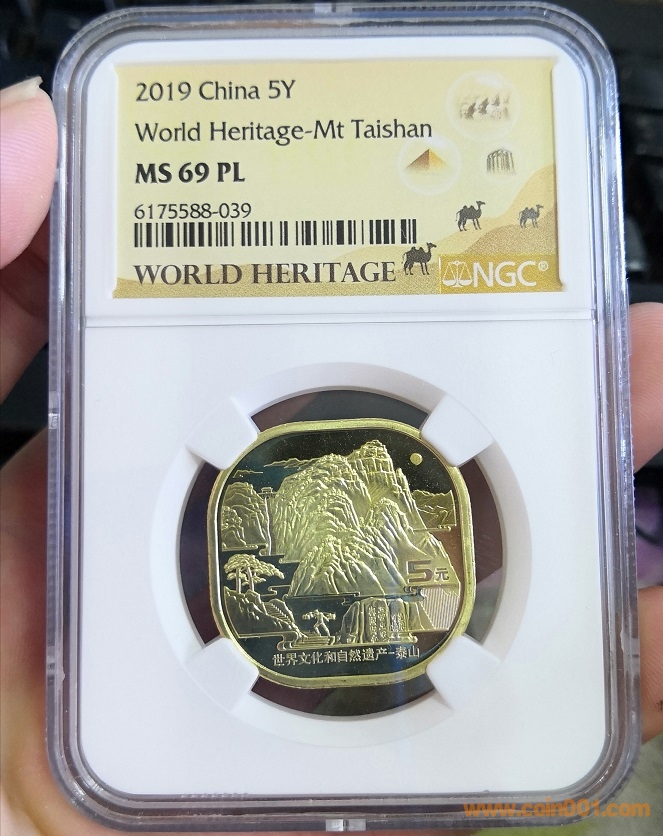 2019 China 5Y
World Heritage-Mt Taishan
MS 69 PL
6175588-039
WORLD HERITAGE
NGC®
5元
世界文化和自然遗产-泰山
www.coin001.com